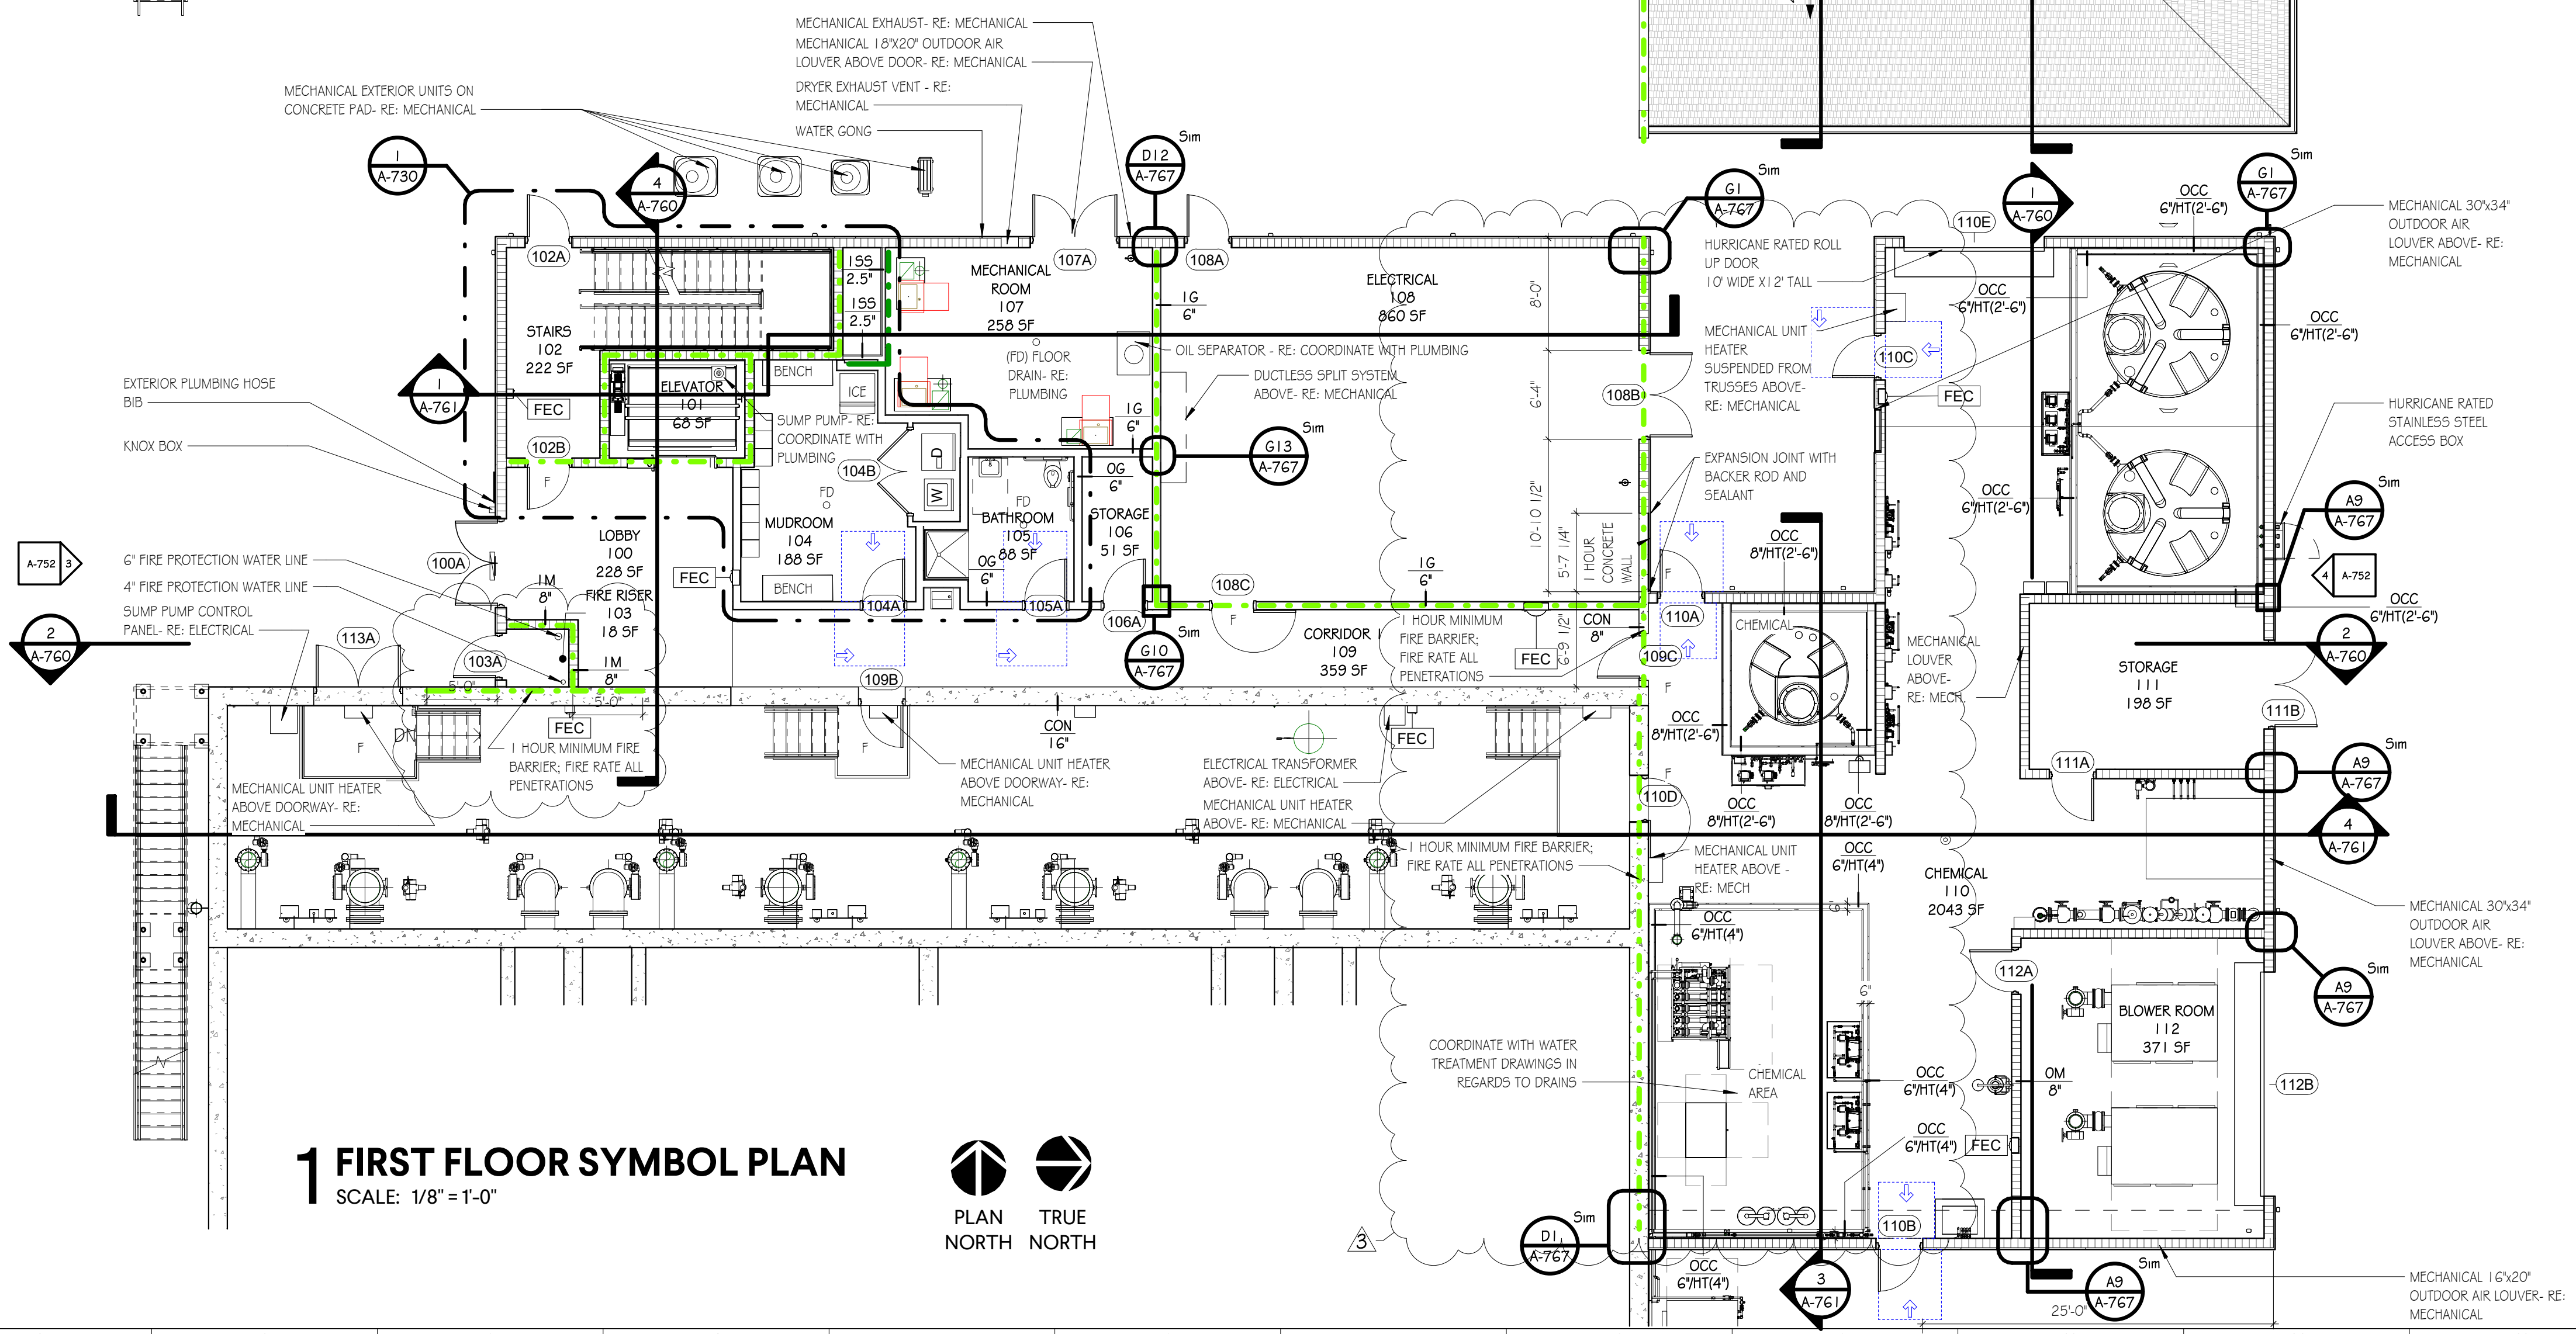 MECHANICAL EXHAUST- RE: MECHANICAL
MECHANICAL 18"X20" OUTDOOR AIR
LOUVER ABOVE DOOR- RE: MECHANICAL
DRYER EXHAUST VENT - RE:
MECHANICAL
WATER GONG
MECHANICAL EXTERIOR UNITS ON
CONCRETE PAD- RE: MECHANICAL
1
A-730
4
A-760
Sim
D12
A-767
Sim
G1
A-767
1
A-760
Sim
G1
A-767
OCC
6"/HT(2'-6")
MECHANICAL 30"x34"
OUTDOOR AIR
LOUVER ABOVE- RE:
MECHANICAL
110E
HURRICANE RATED ROLL
UP DOOR
10' WIDE X12' TALL
102A
1SS
2.5"
1SS
2.5"
MECHANICAL
ROOM
107
258 SF
107A
108A
1G
6"
ELECTRICAL
108
860 SF
8'-0"
OCC
6"/HT(2'-6")
OCC
6"/HT(2'-6")
STAIRS
102
222 SF
(FD) FLOOR
DRAIN- RE:
PLUMBING
OIL SEPARATOR - RE: COORDINATE WITH PLUMBING
DUCTLESS SPLIT SYSTEM
ABOVE- RE: MECHANICAL
MECHANICAL UNIT
HEATER
SUSPENDED FROM
TRUSSES ABOVE-
RE: MECHANICAL
110C
EXTERIOR PLUMBING HOSE
BIB
KNOX BOX
1
A-761
FEC
ELEVATOR
101
68 SF
BENCH
ICE
SUMP PUMP- RE:
COORDINATE WITH
PLUMBING
1G
6"
6'-4"
108B
FEC
HURRICANE RATED
STAINLESS STEEL
ACCESS BOX
102B
F
104B
D
W
FD
FD
0G
6"
Sim
G13
A-767
EXPANSION JOINT WITH
BACKER ROD AND
SEALANT
OCC
6"/HT(2'-6")
Sim
A9
A-767
10'-10 1/2"
5'-7 1/4"
1 HOUR
CONCRETE
WALL
OCC
8"/HT(2'-6")
A-752
3
6" FIRE PROTECTION WATER LINE
4" FIRE PROTECTION WATER LINE
SUMP PUMP CONTROL
PANEL- RE: ELECTRICAL
100A
LOBBY
100
228 SF
1M
8"
FIRE RISER
103
18 SF
FEC
MUDROOM
104
188 SF
BENCH
104A
0G
6"
BATHROOM
105
88 SF
105A
STORAGE
106
51 SF
106A
108C
1G
6"
F
F
4
A-752
OCC
6"/HT(2'-6")
2
A-760
113A
103A
1M
8"
5'-0"
5'-0"
Sim
G10
A-767
CORRIDOR 1
109
359 SF
1 HOUR MINIMUM
FIRE BARRIER;
FIRE RATE ALL
PENETRATIONS
FEC
6'-9 1/2"
CON
8"
110A
109C
F
CHEMICAL
MECHANICAL
LOUVER
ABOVE-
RE: MECH.
STORAGE
111
198 SF
2
A-760
111B
109B
FEC
DN
F
F
1 HOUR MINIMUM FIRE
BARRIER; FIRE RATE ALL
PENETRATIONS
CON
16"
MECHANICAL UNIT HEATER
ABOVE DOORWAY- RE:
MECHANICAL
MECHANICAL UNIT HEATER
ABOVE DOORWAY- RE:
MECHANICAL
ELECTRICAL TRANSFORMER
ABOVE- RE: ELECTRICAL
MECHANICAL UNIT HEATER
ABOVE- RE: MECHANICAL
FEC
OCC
8"/HT(2'-6")
F
110D
OCC
8"/HT(2'-6")
OCC
8"/HT(2'-6")
111A
Sim
A9
A-767
4
A-761
1 HOUR MINIMUM FIRE BARRIER;
FIRE RATE ALL PENETRATIONS
MECHANICAL UNIT
HEATER ABOVE -
RE: MECH
OCC
6"/HT(4")
OCC
6"/HT(4")
6"
CHEMICAL
110
2043 SF
MECHANICAL 30"x34"
OUTDOOR AIR
LOUVER ABOVE- RE:
MECHANICAL
112A
6"
Sim
A9
A-767
BLOWER ROOM
112
371 SF
COORDINATE WITH WATER
TREATMENT DRAWINGS IN
REGARDS TO DRAINS
CHEMICAL
AREA
OCC
6"/HT(4")
0M
8"
112B
OCC
6"/HT(4")
FEC
1 FIRST FLOOR SYMBOL PLAN
SCALE: 1/8" = 1'-0"
PLAN
NORTH
TRUE
NORTH
3
Sim
D1
A-767
110B
OCC
6"/HT(4")
3
A-761
Sim
A9
A-767
25'-0"
MECHANICAL 16"x20"
OUTDOOR AIR LOUVER- RE:
MECHANICAL